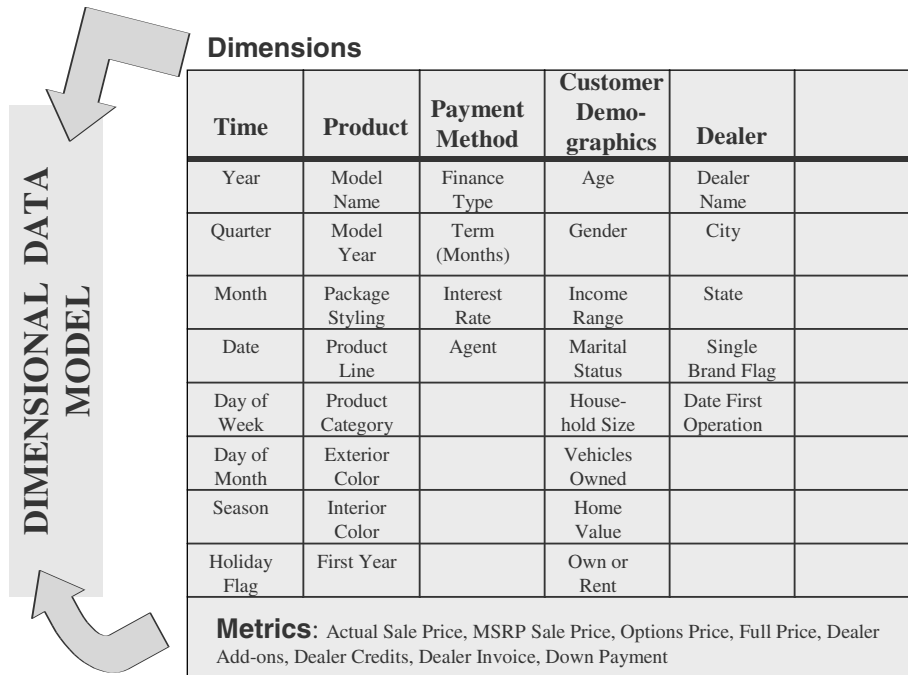 Dimensions
DIMENSIONAL DATA
MODEL
Time
Product
Payment
Method
Customer
Demo-
graphics
Dealer
Year
Model
Name
Finance
Type
Age
Dealer
Name
Quarter
Model
Year
Term
(Months)
Gender
City
Month
Package
Styling
Interest
Rate
Income
Range
State
Date
Product
Line
Agent
Marital
Status
Single
Brand Flag
Day of
Week
Product
Category
House-
hold Size
Date First
Operation
Day of
Month
Exterior
Color
Vehicles
Owned
Season
Interior
Color
Home
Value
Holiday
Flag
First Year
Own or
Rent
Metrics: Actual Sale Price, MSRP Sale Price, Options Price, Full Price, Dealer
Add-ons, Dealer Credits, Dealer Invoice, Down Payment